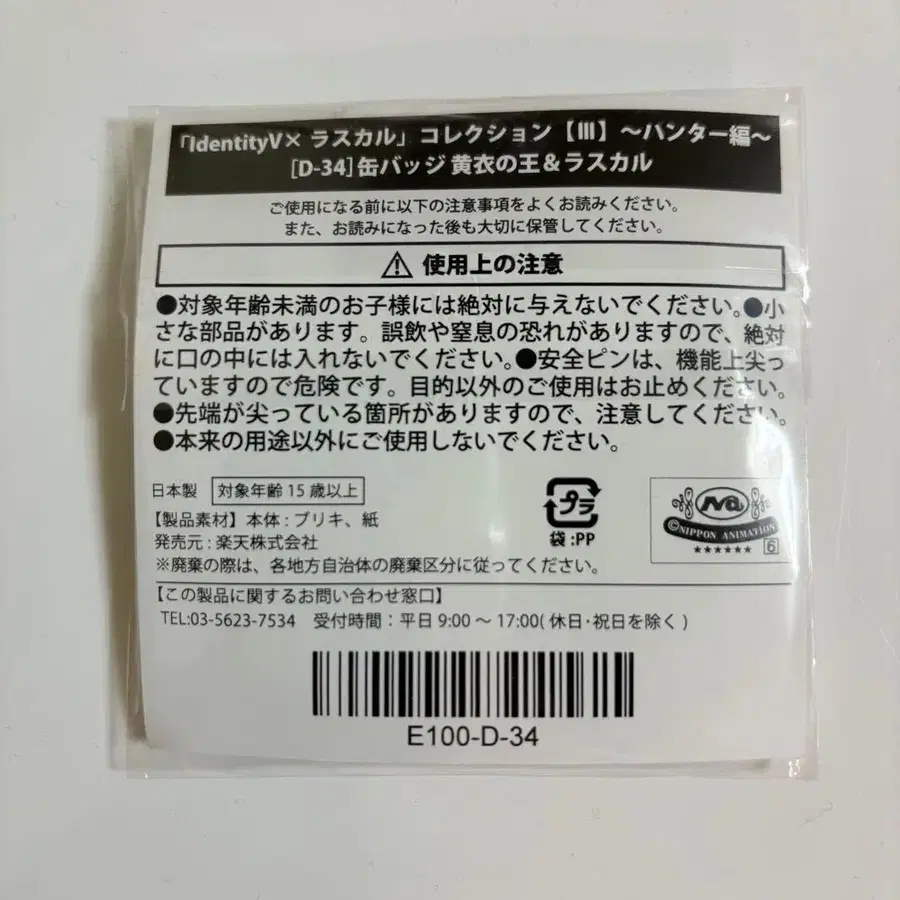 「IdentityV× ラスカル」コレクション【III】～ハンター編～
[D-34]缶バッジ 黄衣の王＆ラスカル
ご使用になる前に以下の注意事項をよくお読みください。
また、お読みになった後も大切に保管してください。
⚠ 使用上の注意
●対象年齢未満のお子様には絶対に与えないでください。●小
さな部品があります。誤飲や窒息の恐れがありますので、絶対
に口の中には入れないでください。●安全ピンは、機能上尖っ
ていますので危険です。目的以外のご使用はお止めください。
●先端が尖っている箇所がありますので、注意してください。
●本来の用途以外にご使用しないでください。
日本製 対象年齢15歳以上
【製品素材】本体：ブリキ、紙
発売元：楽天株式会社
※廃棄の際は、各地方自治体の廃棄区分に従ってください。
プラ
袋:PP
NA
©NIPPON ANIMATION
★★★★★★ 6
【この製品に関するお問い合わせ窓口】
TEL:03-5623-7534 受付時間：平日9:00～17:00(休日・祝日を除く)
E100-D-34